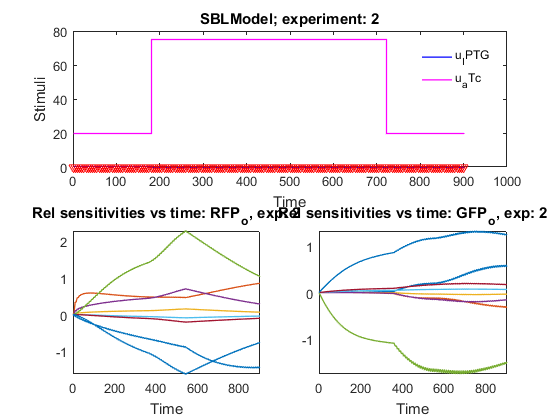 SBLModel; experiment: 2
Stimuli
80
60
40
20
0
u_IPTG
u_aTc
0 100 200 300 400 500 600 700 800 900 1000
Time
Rel sensitivities vs time: RFP_o, exp: 2
Rel sensitivities vs time: GFP_o, exp: 2
2
1
0
-1
0 200 400 600 800
Time
1
0
-1
0 200 400 600 800
Time